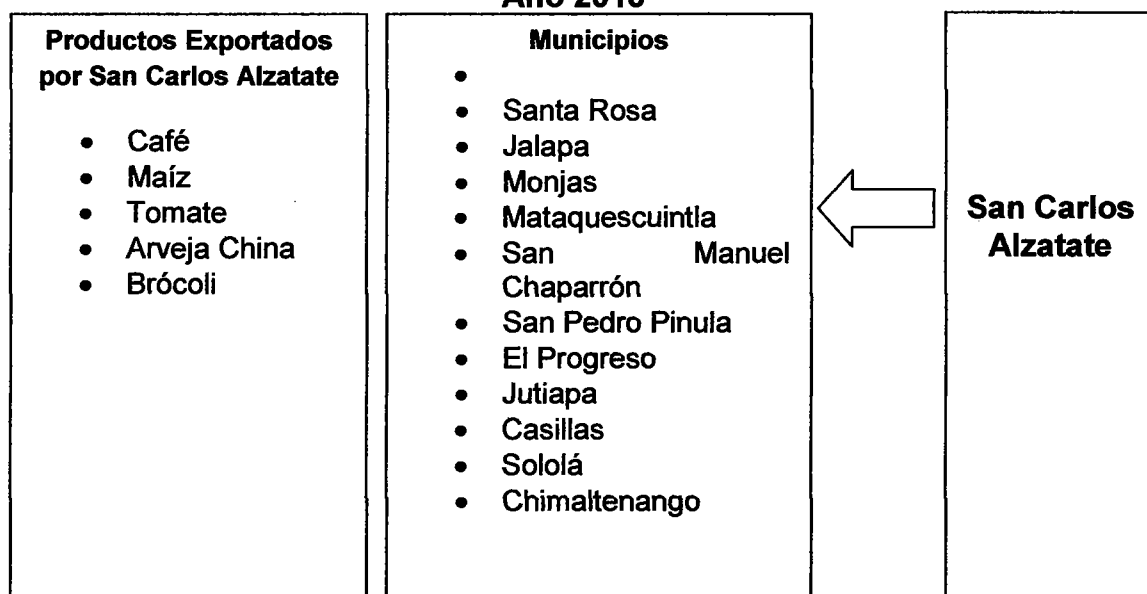 Productos Exportados
por San Carlos Alzatate
• Café
• Maíz
• Tomate
• Arveja China
• Brócoli
Municipios
•
• Santa Rosa
• Jalapa
• Monjas
• Mataquescuintla
• San Manuel
Chaparrón
• San Pedro Pinula
• El Progreso
• Jutiapa
• Casillas
• Sololá
• Chimaltenango
San Carlos
Alzatate